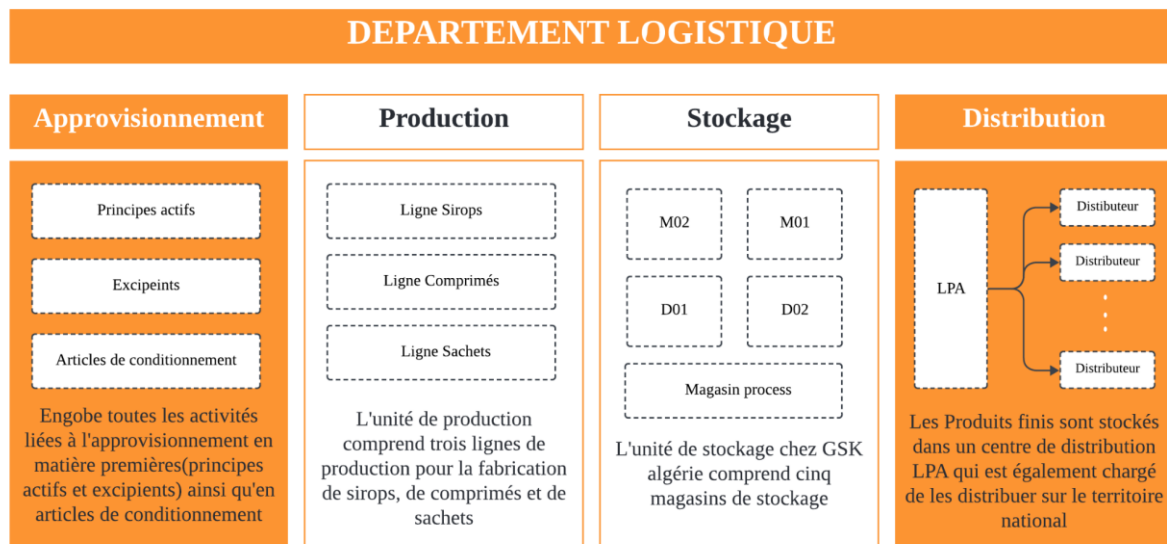 DEPARTEMENT LOGISTIQUE
Approvisionnement
Principes actifs
Excipeints
Articles de conditionnement
Engobe toutes les activités
liées à l'approvisionnement en
matière premières(principes
actifs et excipients) ainsi qu'en
articles de conditionnement
Production
Ligne Sirops
Ligne Comprimés
Ligne Sachets
L'unité de production
comprend trois lignes de
production pour la fabrication
de sirops, de comprimés et de
sachets
Stockage
M02
M01
D01
D02
Magasin process
L'unité de stockage chez GSK
algérie comprend cinq
magasins de stockage
Distribution
LPA
Distibuteur
Distributeur
Distributeur
Les Produits finis sont stockés
dans un centre de distribution
LPA qui est également chargé
de les distribuer sur le territoire
national